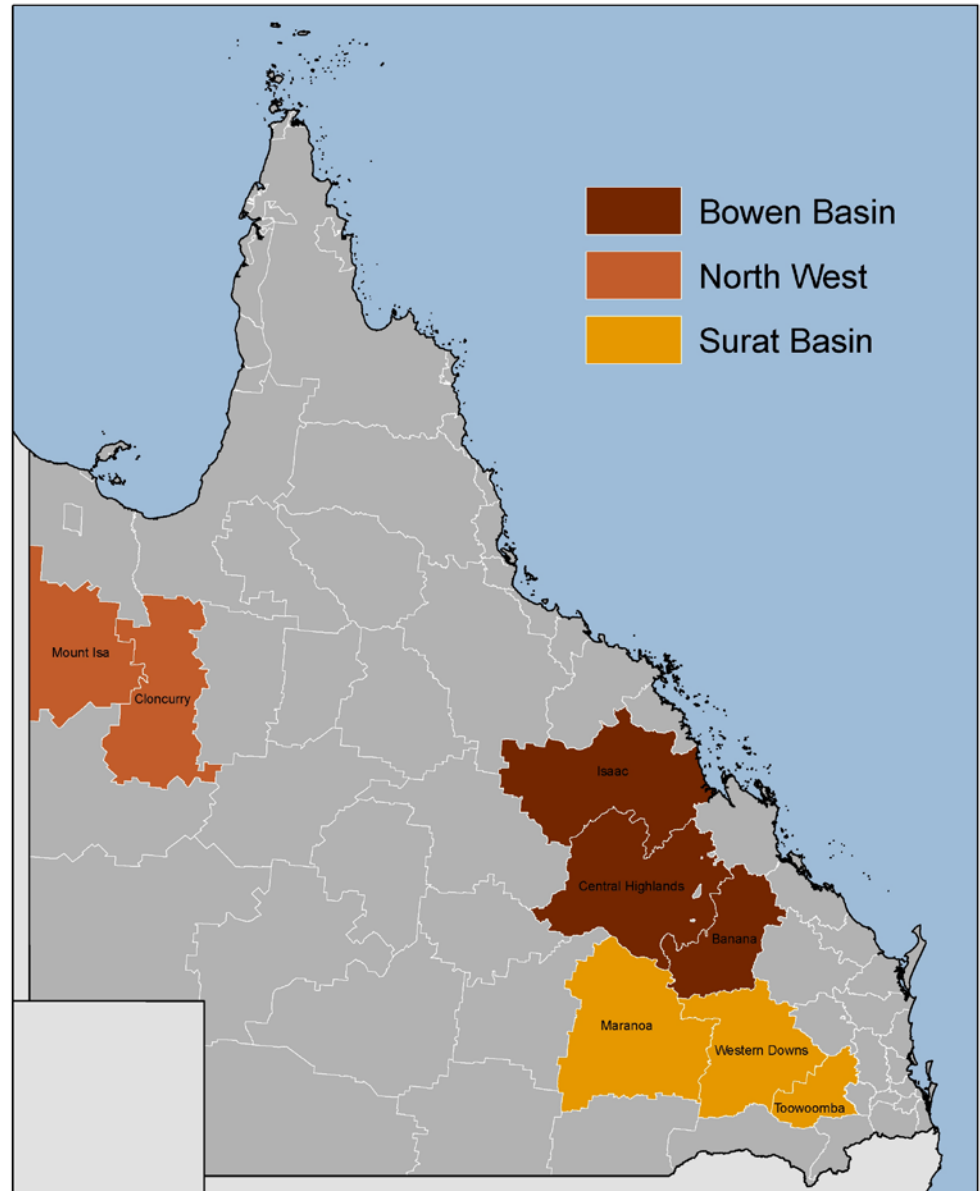 Bowen Basin
North West
Surat Basin
Mount Isa
Cloncurry
Isaac
Central Highlands
Banana
Maranoa
Western Downs
Toowoomba